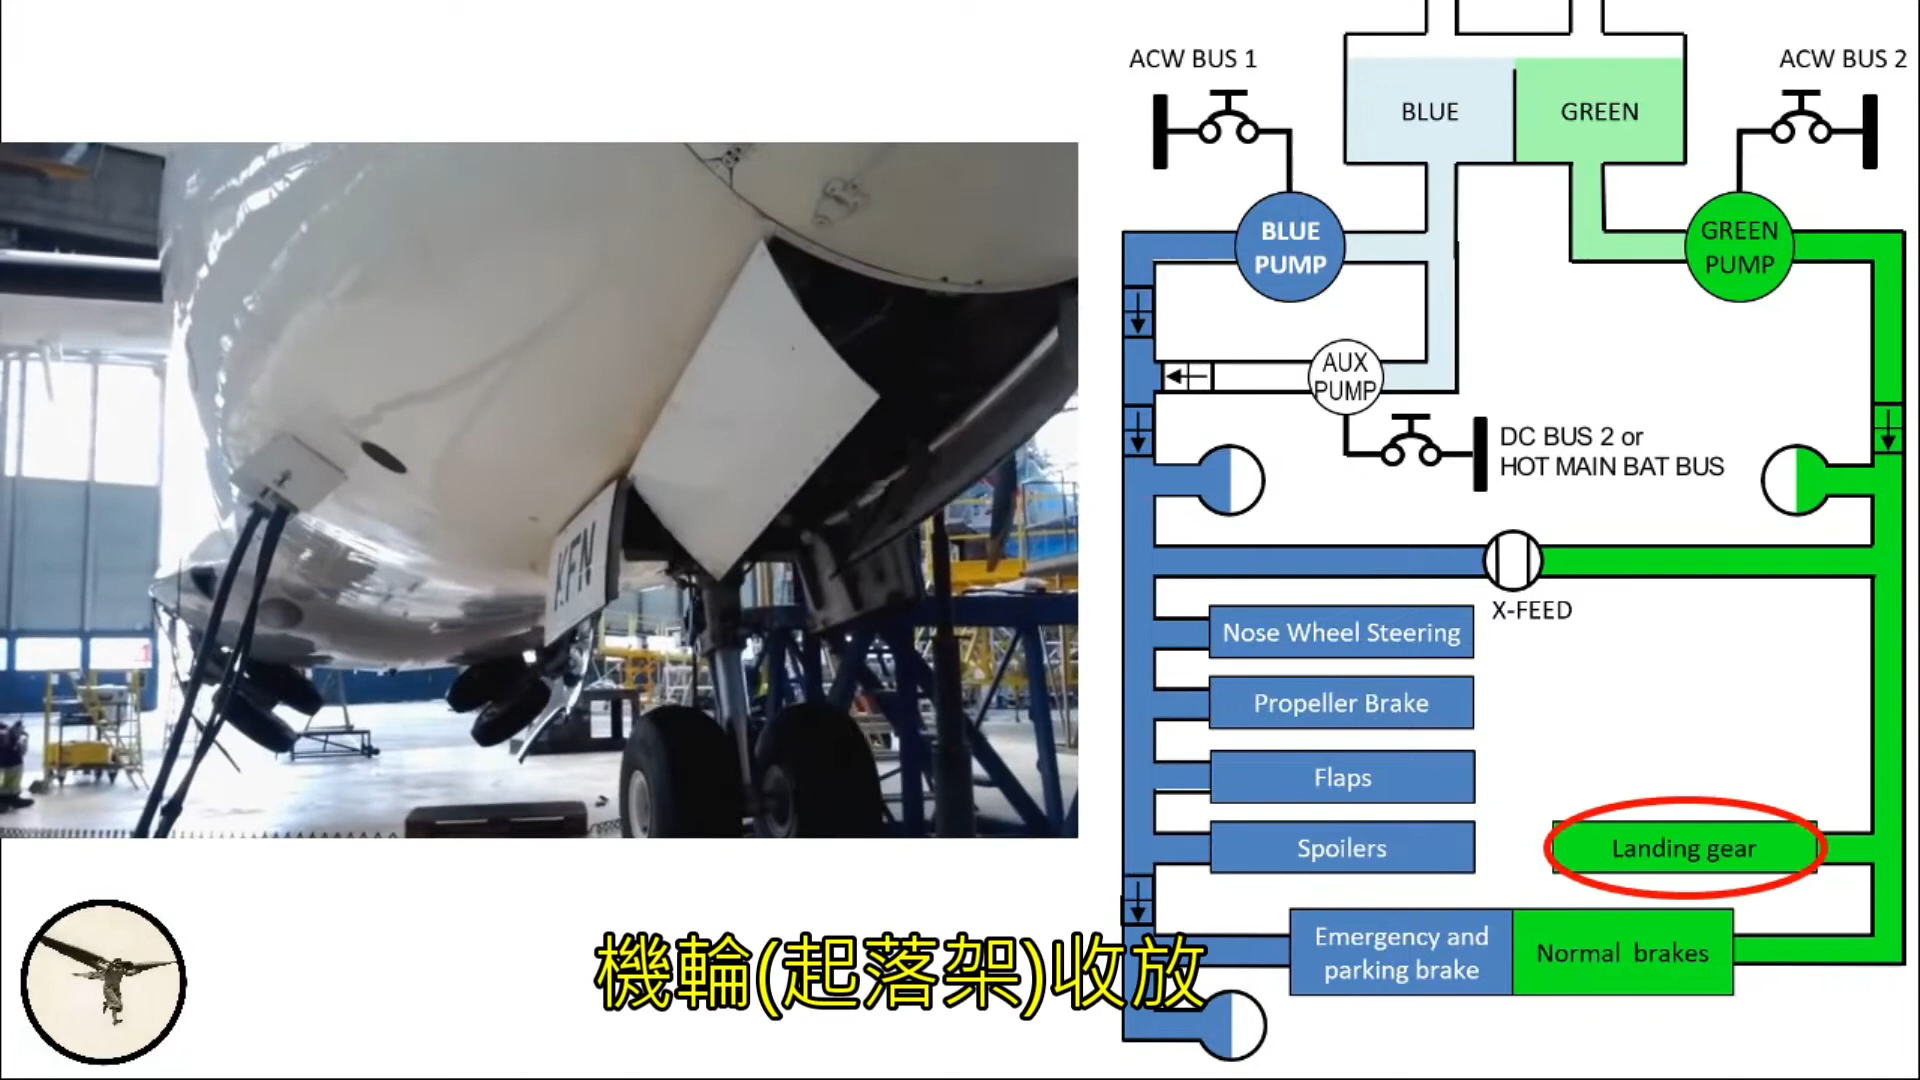 ACW BUS 1
ACW BUS 2
BLUE
GREEN
BLUE
PUMP
GREEN
PUMP
AUX
PUMP
DC BUS 2 or
HOT MAIN BAT BUS
X-FEED
KFN
Nose Wheel Steering
Propeller Brake
Flaps
Spoilers
Landing gear
Emergency and
parking brake
Normal brakes
機輪(起落架)收放